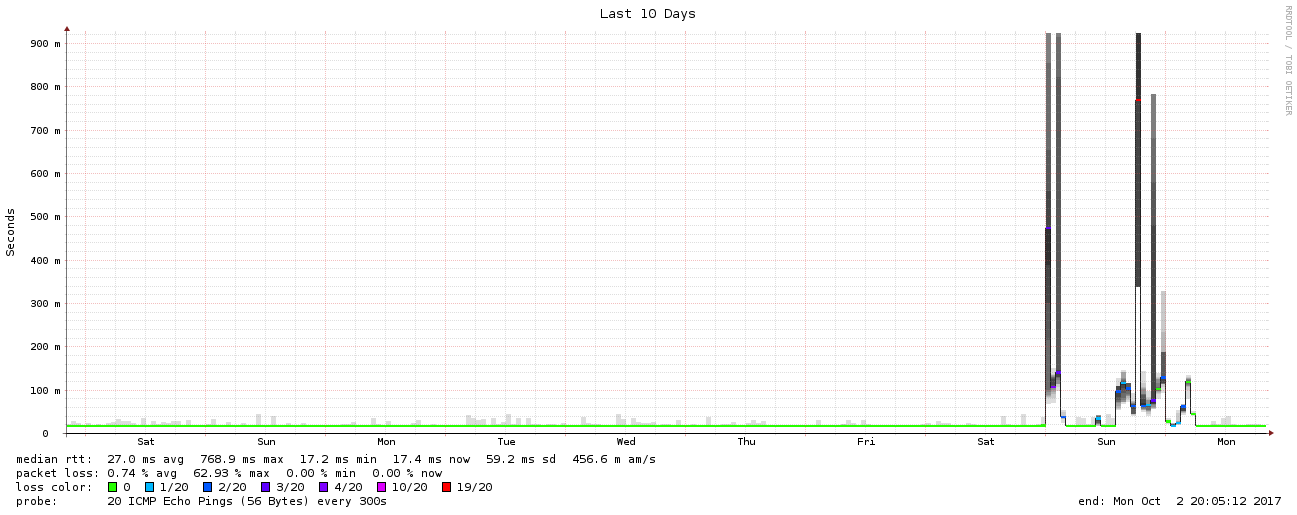 Last 10 Days
RRDTOOL / TOBI OETIKER
Seconds
900 m
800 m
700 m
600 m
500 m
400 m
300 m
200 m
100 m
0
Sat Sun Mon Tue Wed Thu Fri Sat Sun Mon
median rtt: 27.0 ms avg 768.9 ms max 17.2 ms min 17.4 ms now 59.2 ms sd 456.6 m am/s
packet loss: 0.74 % avg 62.93 % max 0.00 % min 0.00 % now
loss color: 0 1/20 2/20 3/20 4/20 10/20 19/20
probe: 20 ICMP Echo Pings (56 Bytes) every 300s end: Mon Oct 2 20:05:12 2017